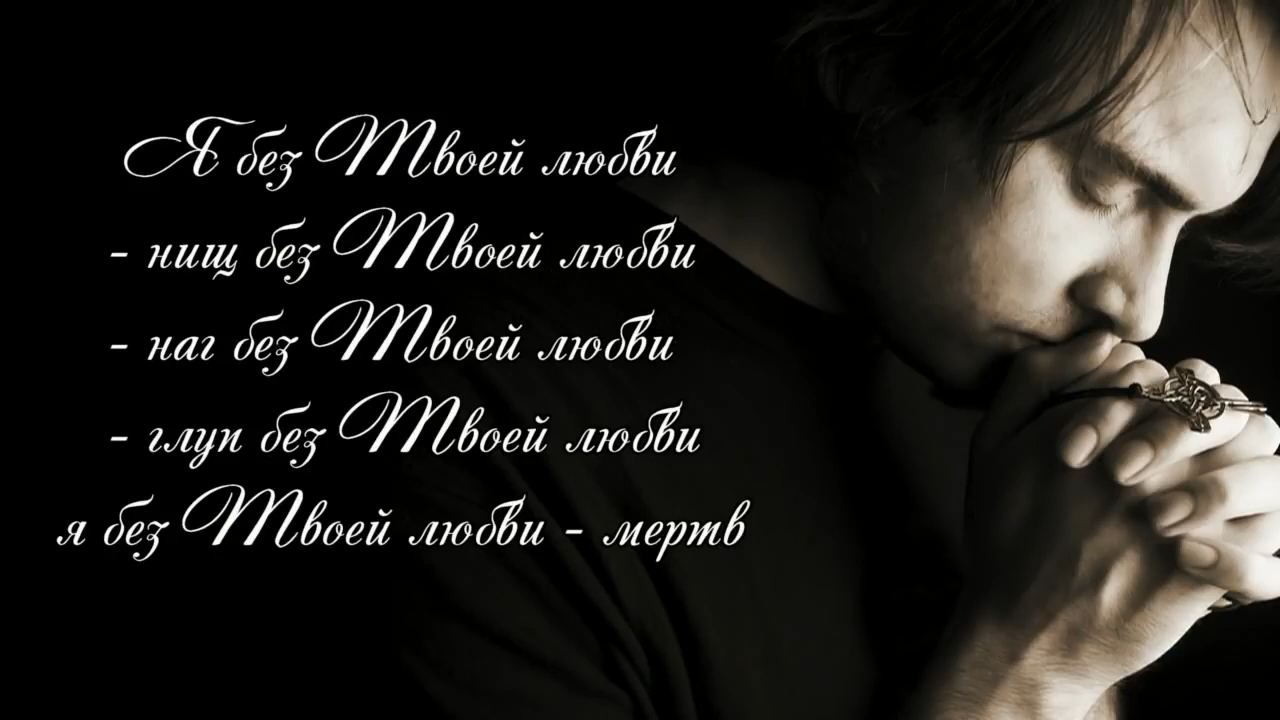 Я без Твоей любви
- нищ без Твоей любви
- наг без Твоей любви
- глуп без Твоей любви
я без Твоей любви - мертв